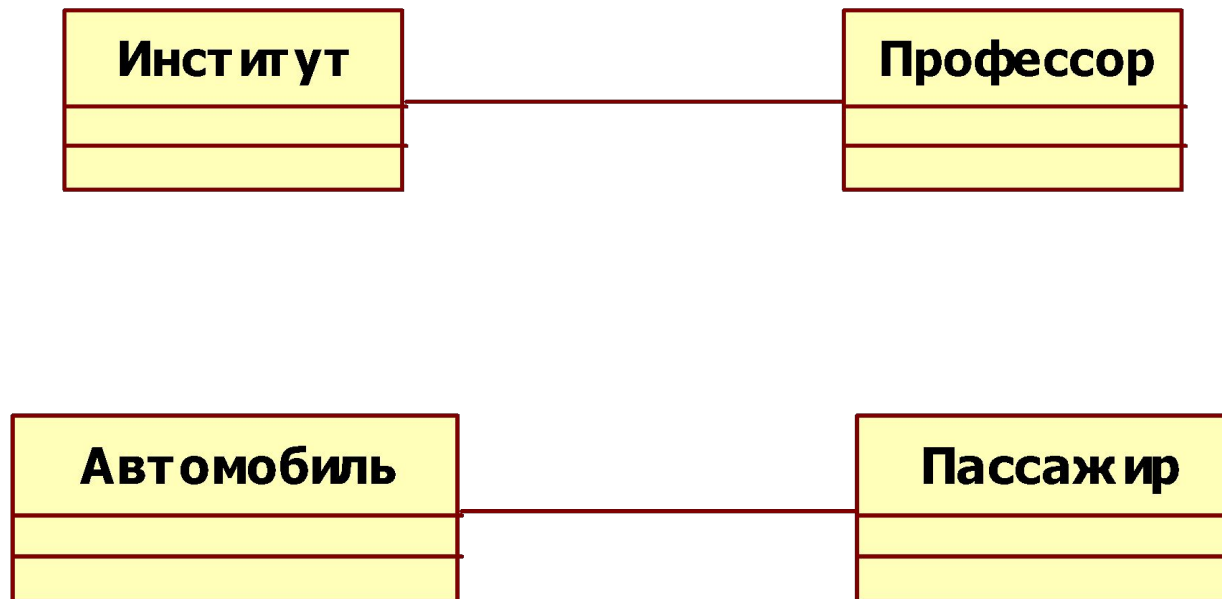 Институт
Профессор
Автомобиль
Пассажир